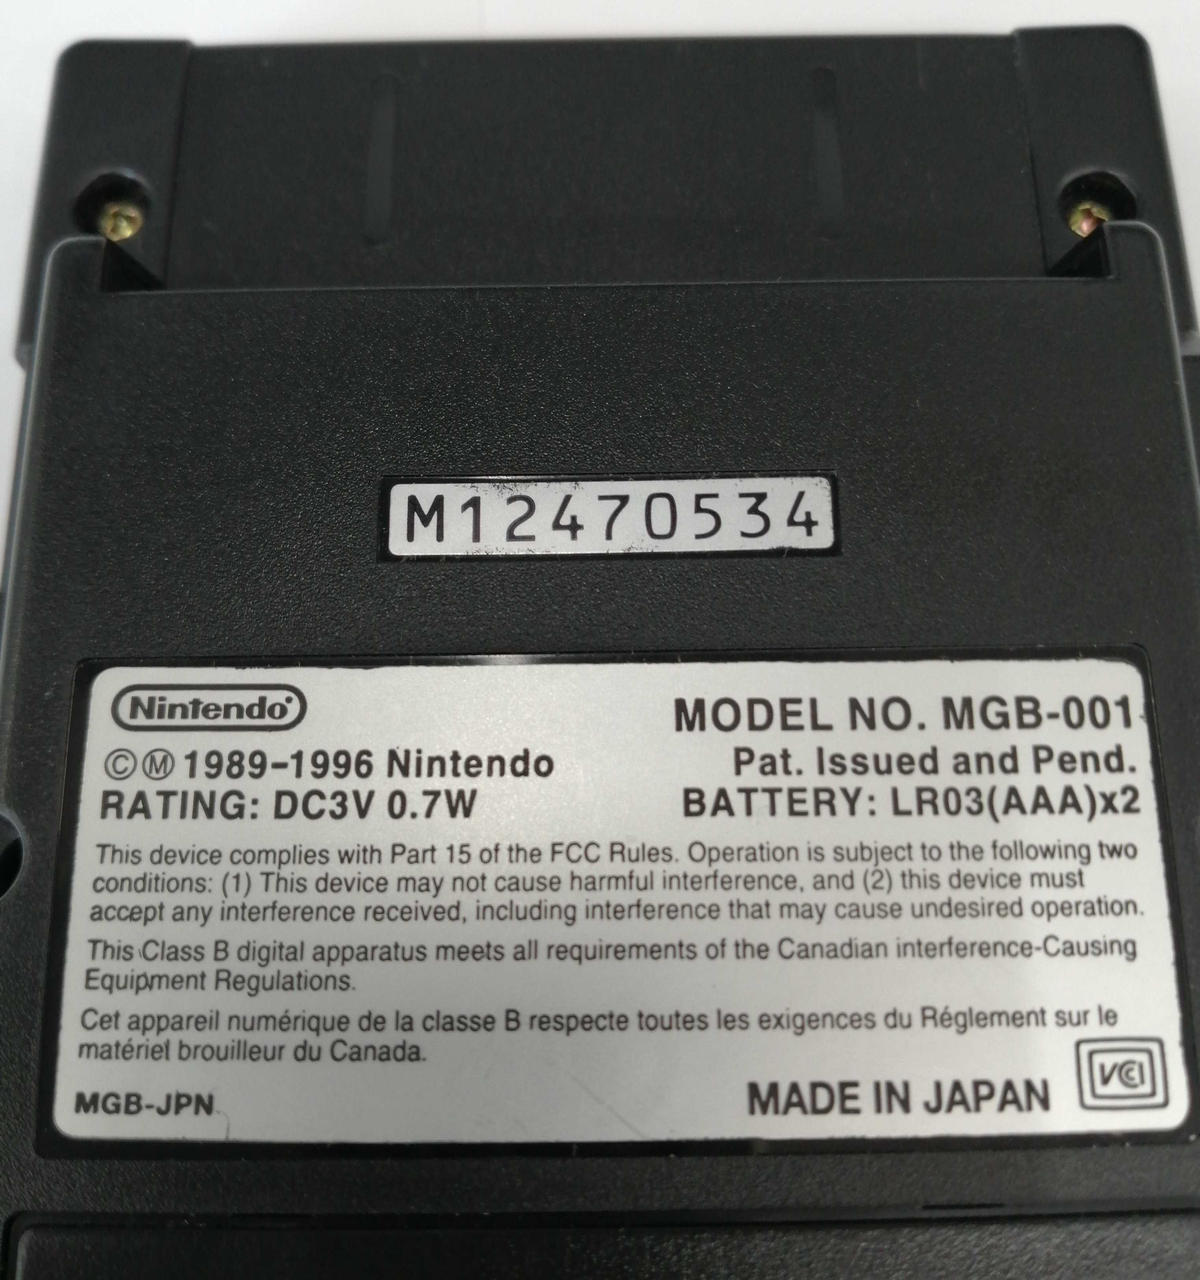 M12470534
Nintendo
MODEL NO. MGB-001
©Ⓜ 1989-1996 Nintendo
Pat. Issued and Pend.
RATING: DC3V 0.7W
BATTERY: LR03(AAA)x2
This device complies with Part 15 of the FCC Rules. Operation is subject to the following two
conditions: (1) This device may not cause harmful interference, and (2) this device must
accept any interference received, including interference that may cause undesired operation.
This Class B digital apparatus meets all requirements of the Canadian interference-Causing
Equipment Regulations.
Cet appareil numérique de la classe B respecte toutes les exigences du Réglement sur le
matériel brouilleur du Canada.
MGB-JPN
MADE IN JAPAN
VCI